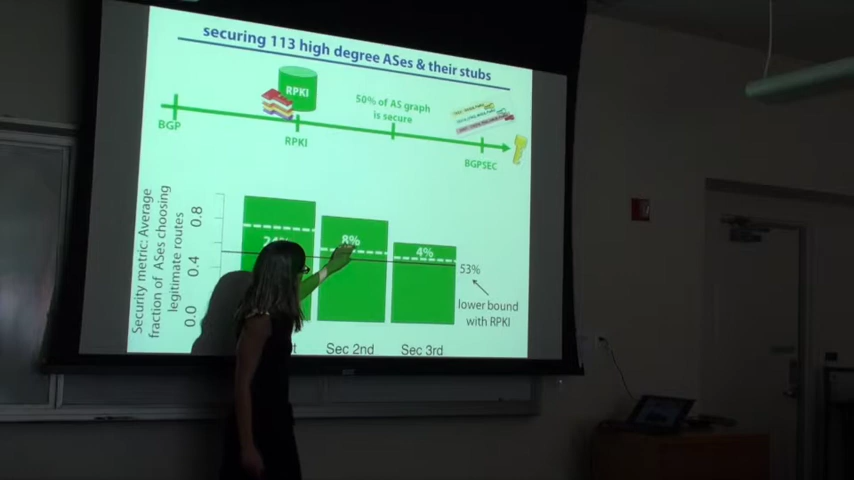 securing 113 high degree ASes & their stubs
RPKI
50% of AS graph
is secure
BGP
RPKI
BGPSEC
Security metric: Average
fraction of ASes choosing
legitimate routes
0.8
0.4
0.0
8%
4%
53%
lower bound
with RPKI
Sec 2nd
Sec 3rd